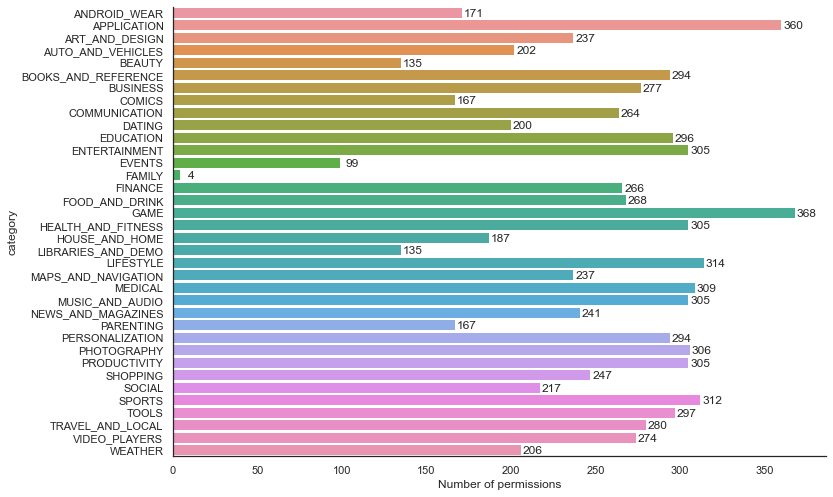 ANDROID_WEAR 171
APPLICATION 360
ART_AND_DESIGN 237
AUTO_AND_VEHICLES 202
BEAUTY 135
BOOKS_AND_REFERENCE 294
BUSINESS 277
COMICS 167
COMMUNICATION 264
DATING 200
EDUCATION 296
ENTERTAINMENT 305
EVENTS 99
FAMILY 4
FINANCE 266
FOOD_AND_DRINK 268
GAME 368
HEALTH_AND_FITNESS 305
HOUSE_AND_HOME 187
LIBRARIES_AND_DEMO 135
LIFESTYLE 314
MAPS_AND_NAVIGATION 237
MEDICAL 309
MUSIC_AND_AUDIO 305
NEWS_AND_MAGAZINES 241
PARENTING 167
PERSONALIZATION 294
PHOTOGRAPHY 306
PRODUCTIVITY 305
SHOPPING 247
SOCIAL 217
SPORTS 312
TOOLS 297
TRAVEL_AND_LOCAL 280
VIDEO_PLAYERS 274
WEATHER 206
category
0 50 100 150 200 250 300 350
Number of permissions